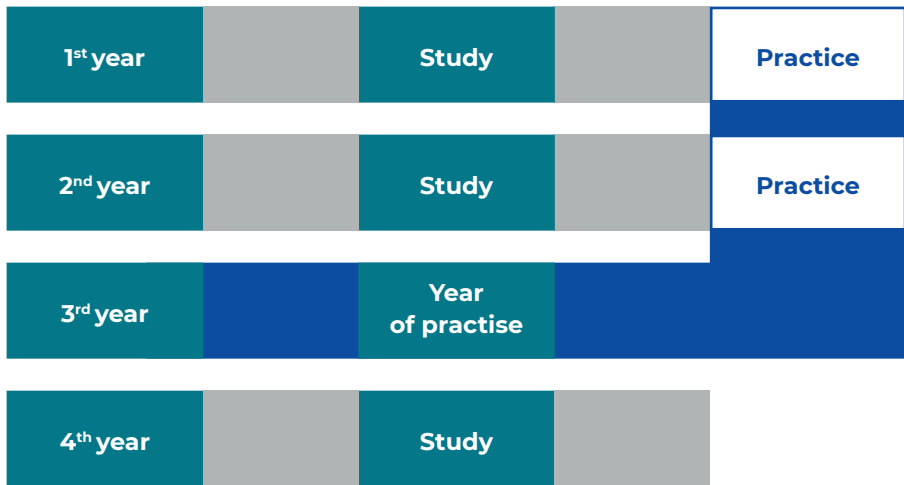 1st year Study Practice
2nd year Study Practice
3rd year Year
of practise
4th year Study